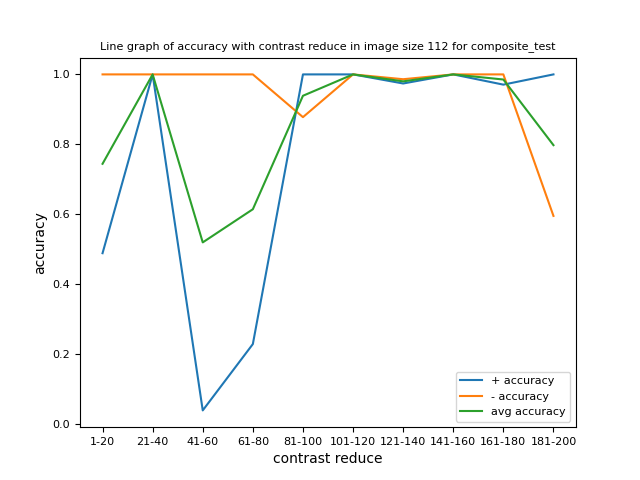 Line graph of accuracy with contrast reduce in image size 112 for composite_test
1.0
0.8
0.6
0.4
0.2
0.0
accuracy
+ accuracy
- accuracy
avg accuracy
1-20 21-40 41-60 61-80 81-100 101-120 121-140 141-160 161-180 181-200
contrast reduce